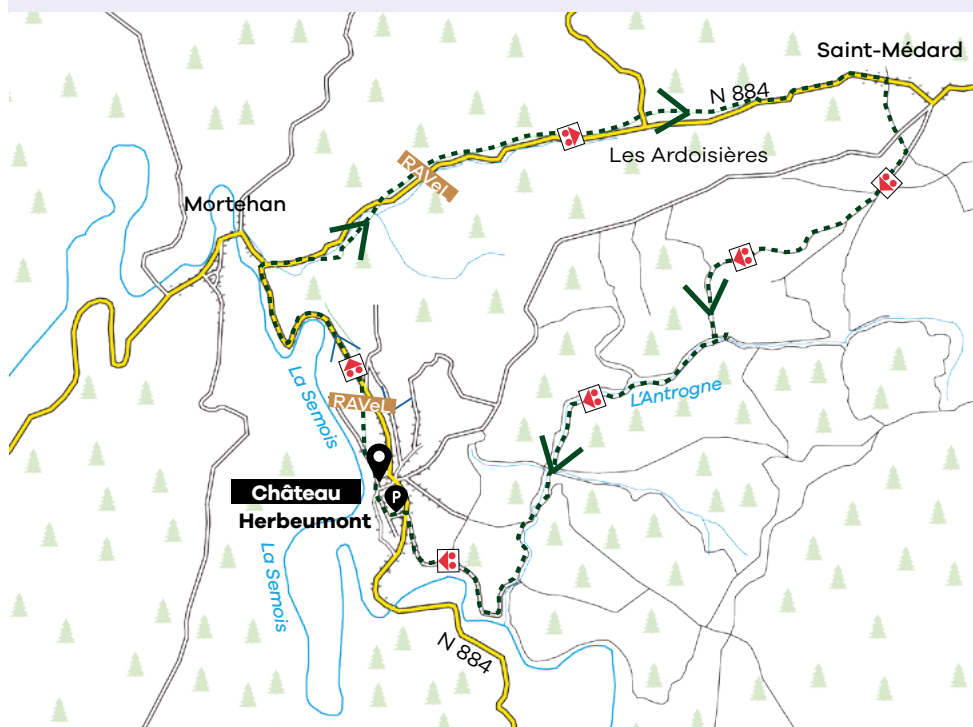 Saint-Médard
N 884
Les Ardoisières
RAVeL
Mortehan
La Semois
L'Antrogne
RAVeL
Château
P
Herbeumont
La Semois
N 884